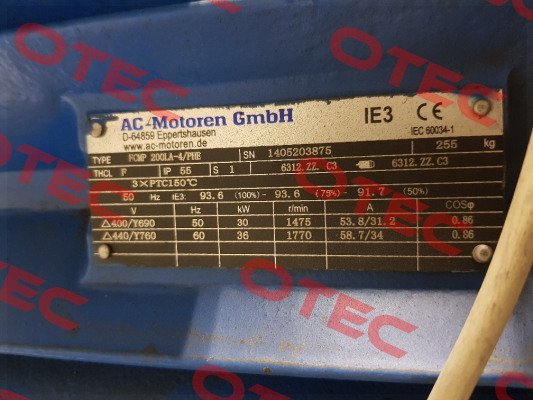 OTEC
AC-Motoren GmbH
D-64859 Eppertshausen
www.ac-motoren.de
IE3 CE
IEC 60034-1
TYPE FCMP 200LA-4/PHE SN 1405203875 255 kg
THCL F IP 55 S 1 6312.ZZ.C3 6312.ZZ.C3
3×PTC150℃
50 Hz IE3: 93.6 (100%)- 93.6 (75%)- 91.7 (50%)
V Hz kW r/min A COSφ
△400/Y690 50 30 1475 53.8/31.2 0.86
△440/Y760 60 36 1770 58.7/34 0.86
OTEC
OTEC
OTEC
OTEC